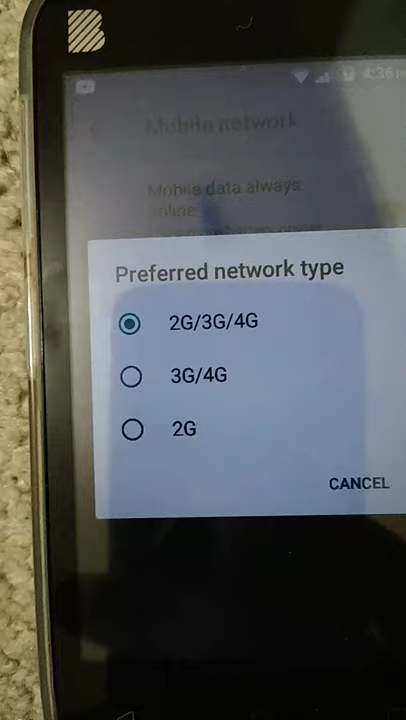 4:36
Mobile network
Mobile data always
online
Preferred network type
2G/3G/4G
3G/4G
2G
CANCEL